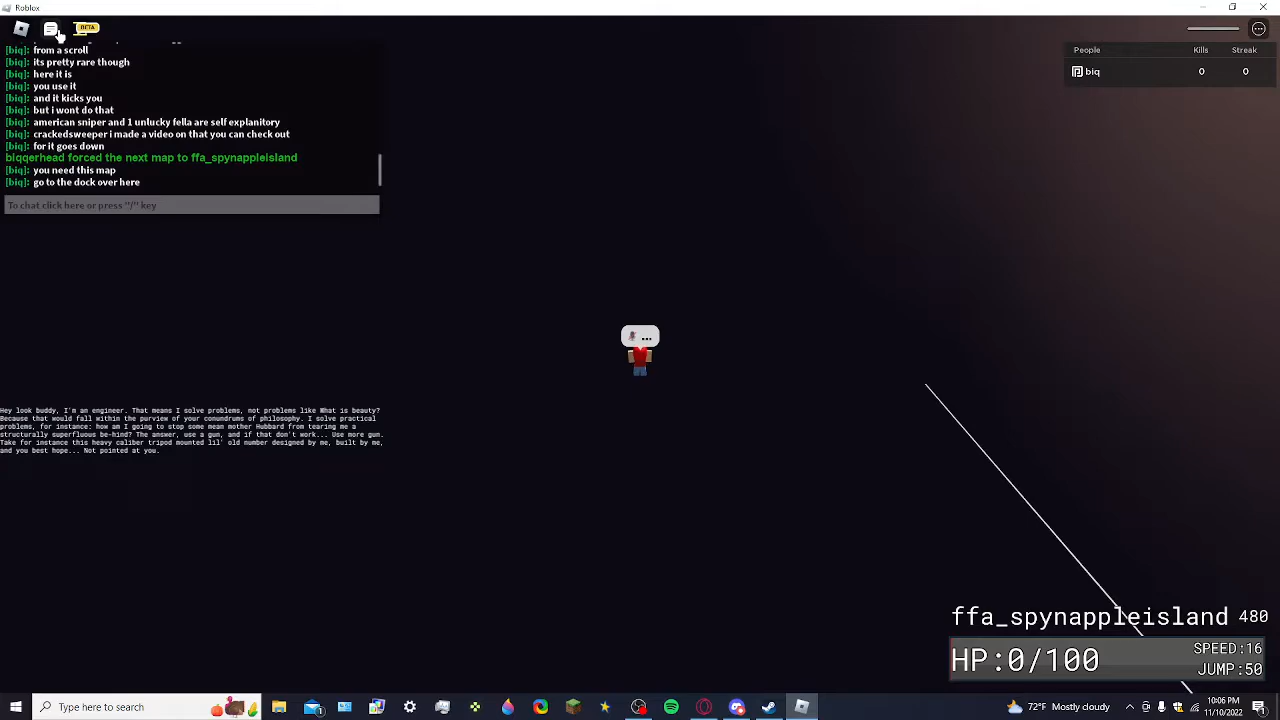 Roblox
BETA
[biq]: from a scroll
[biq]: its pretty rare though
[biq]: here it is
[biq]: you use it
[biq]: and it kicks you
[biq]: but i wont do that
[biq]: american sniper and 1 unlucky fella are self explanitory
[biq]: crackedsweeper i made a video on that you can check out
[biq]: for it goes down
biqqerhead forced the next map to ffa_spynappleisland
[biq]: you need this map
[biq]: go to the dock over here
To chat click here or press "/" key
People Kills Streak
biq 0 0
...
Hey look buddy, I'm an engineer. That means I solve problems, not problems like What is beauty?
Because that would fall within the purview of your conundrums of philosophy. I solve practical
problems, for instance: how am I going to stop some mean mother Hubbard from tearing me a
structurally superfluous be-hind? The answer, use a gun, and if that don't work... Use more gun.
Take for instance this heavy caliber tripod mounted lil' old number designed by me, built by me,
and you best hope... Not pointed at you.
ffa_spynappleisland 480
HP:0/100
SPEED:16
JUMP:50
Type here to search
72°F Mostly cloudy
10:06 PM
11/10/2022